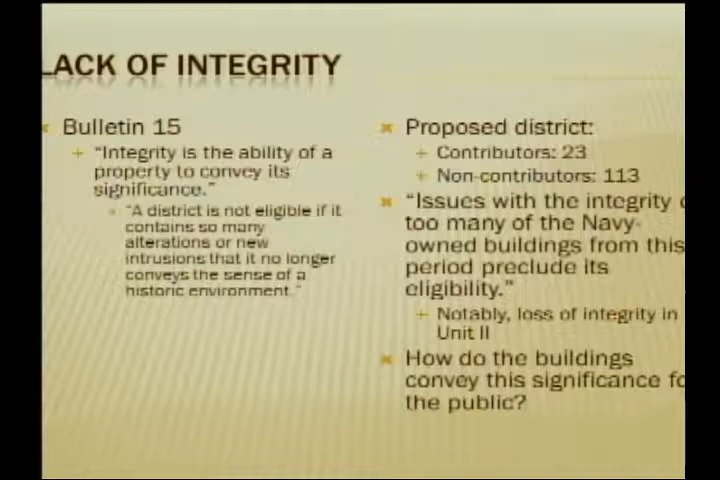 LACK OF INTEGRITY
Bulletin 15
"Integrity is the ability of a
property to convey its
significance."
"A district is not eligible if it
contains so many
alterations or new
intrusions that it no longer
conveys the sense of a
historic environment."
Proposed district:
Contributors: 23
Non-contributors: 113
"Issues with the integrity
too many of the Navy-
owned buildings from this
period preclude its
eligibility."
Notably, loss of integrity in
Unit II
How do the buildings
convey this significance
the public?